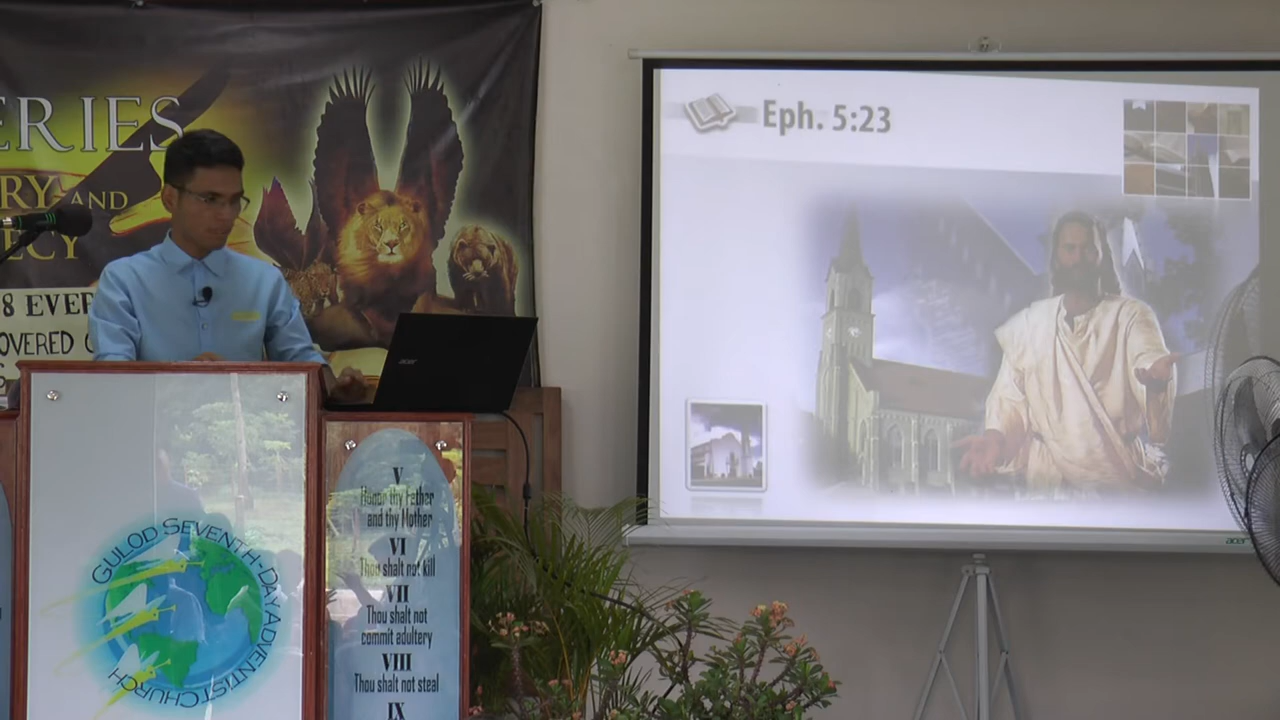 ERIES
RY AND
ECY
8 EVER
OVERED
Eph. 5:23
acer
acer
GULOD SEVENTH-DAY ADVENTIST CHURCH
V
Honor thy Father
and thy Mother
VI
Thou shalt not kill
VII
Thou shalt not
commit adultery
VIII
Thou shalt not steal
IX